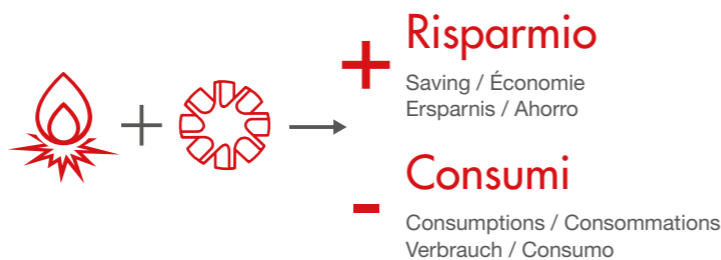 + Risparmio
Saving / Économie
Ersparnis / Ahorro
- Consumi
Consumptions / Consommations
Verbrauch / Consumo